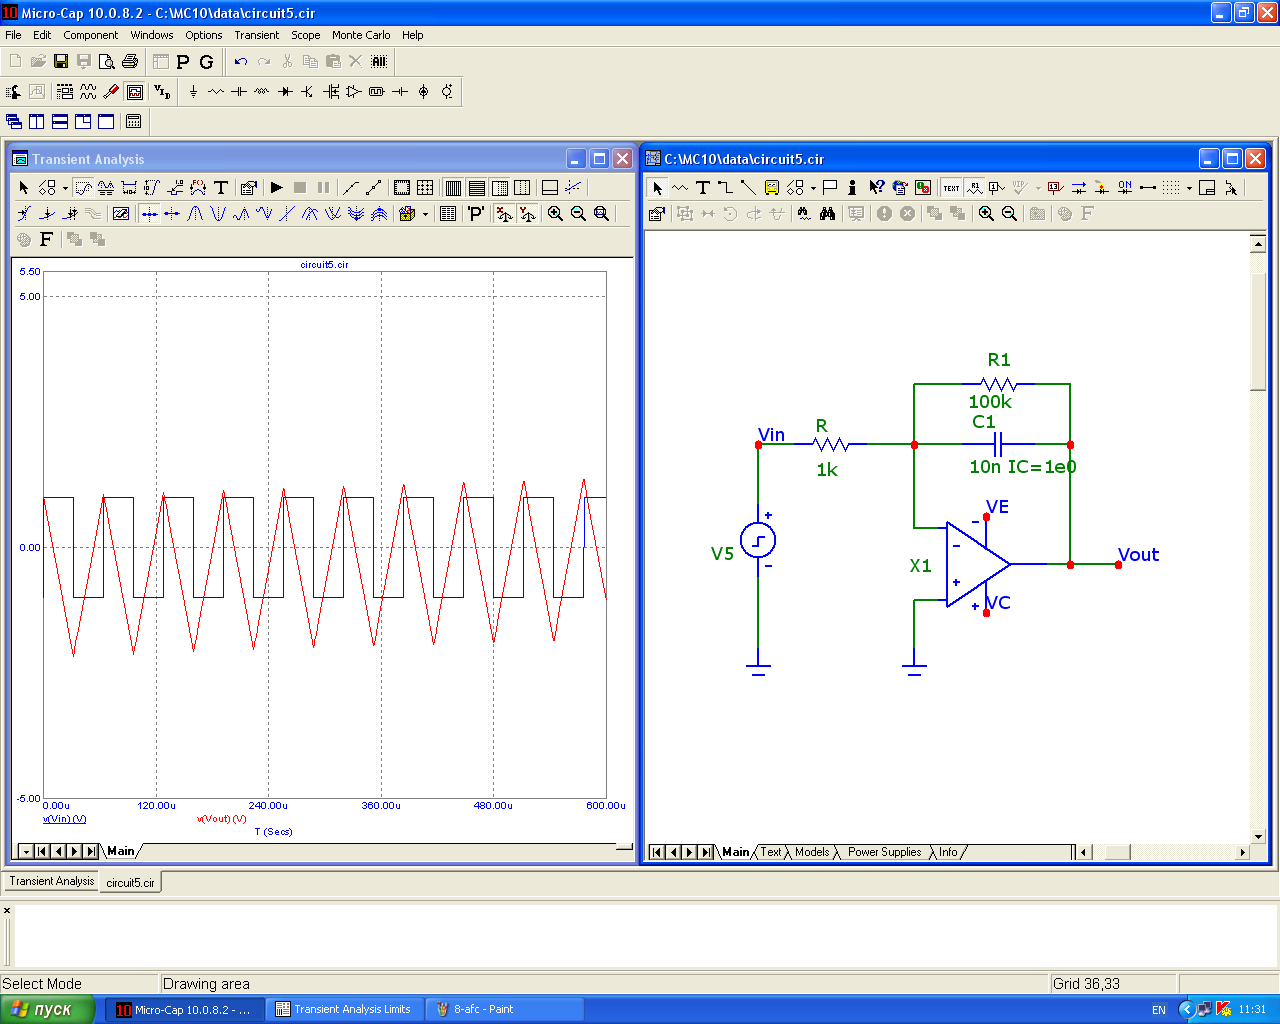 Micro-Cap 10.0.8.2 - C:\MC10\data\circuit5.cir
File Edit Component Windows Options Transient Scope Monte Carlo Help
Transient Analysis
circuit5.cir
5.50
5.00
0.00
-5.00
0.00u 120.00u 240.00u 360.00u 480.00u 600.00u
v(Vin) (V) v(Vout) (V)
T (Secs)
Main
C:\MC10\data\circuit5.cir
TEXT
R1
100k
C1
Vin
R
1k
10n IC=1e0
VE
V5
X1
Vout
VC
Main Text Models Power Supplies Info
Transient Analysis circuit5.cir
Select Mode Drawing area Grid 36,33
пуск Micro-Cap 10.0.8.2 - ... Transient Analysis Limits 8-afc - Paint EN 11:31